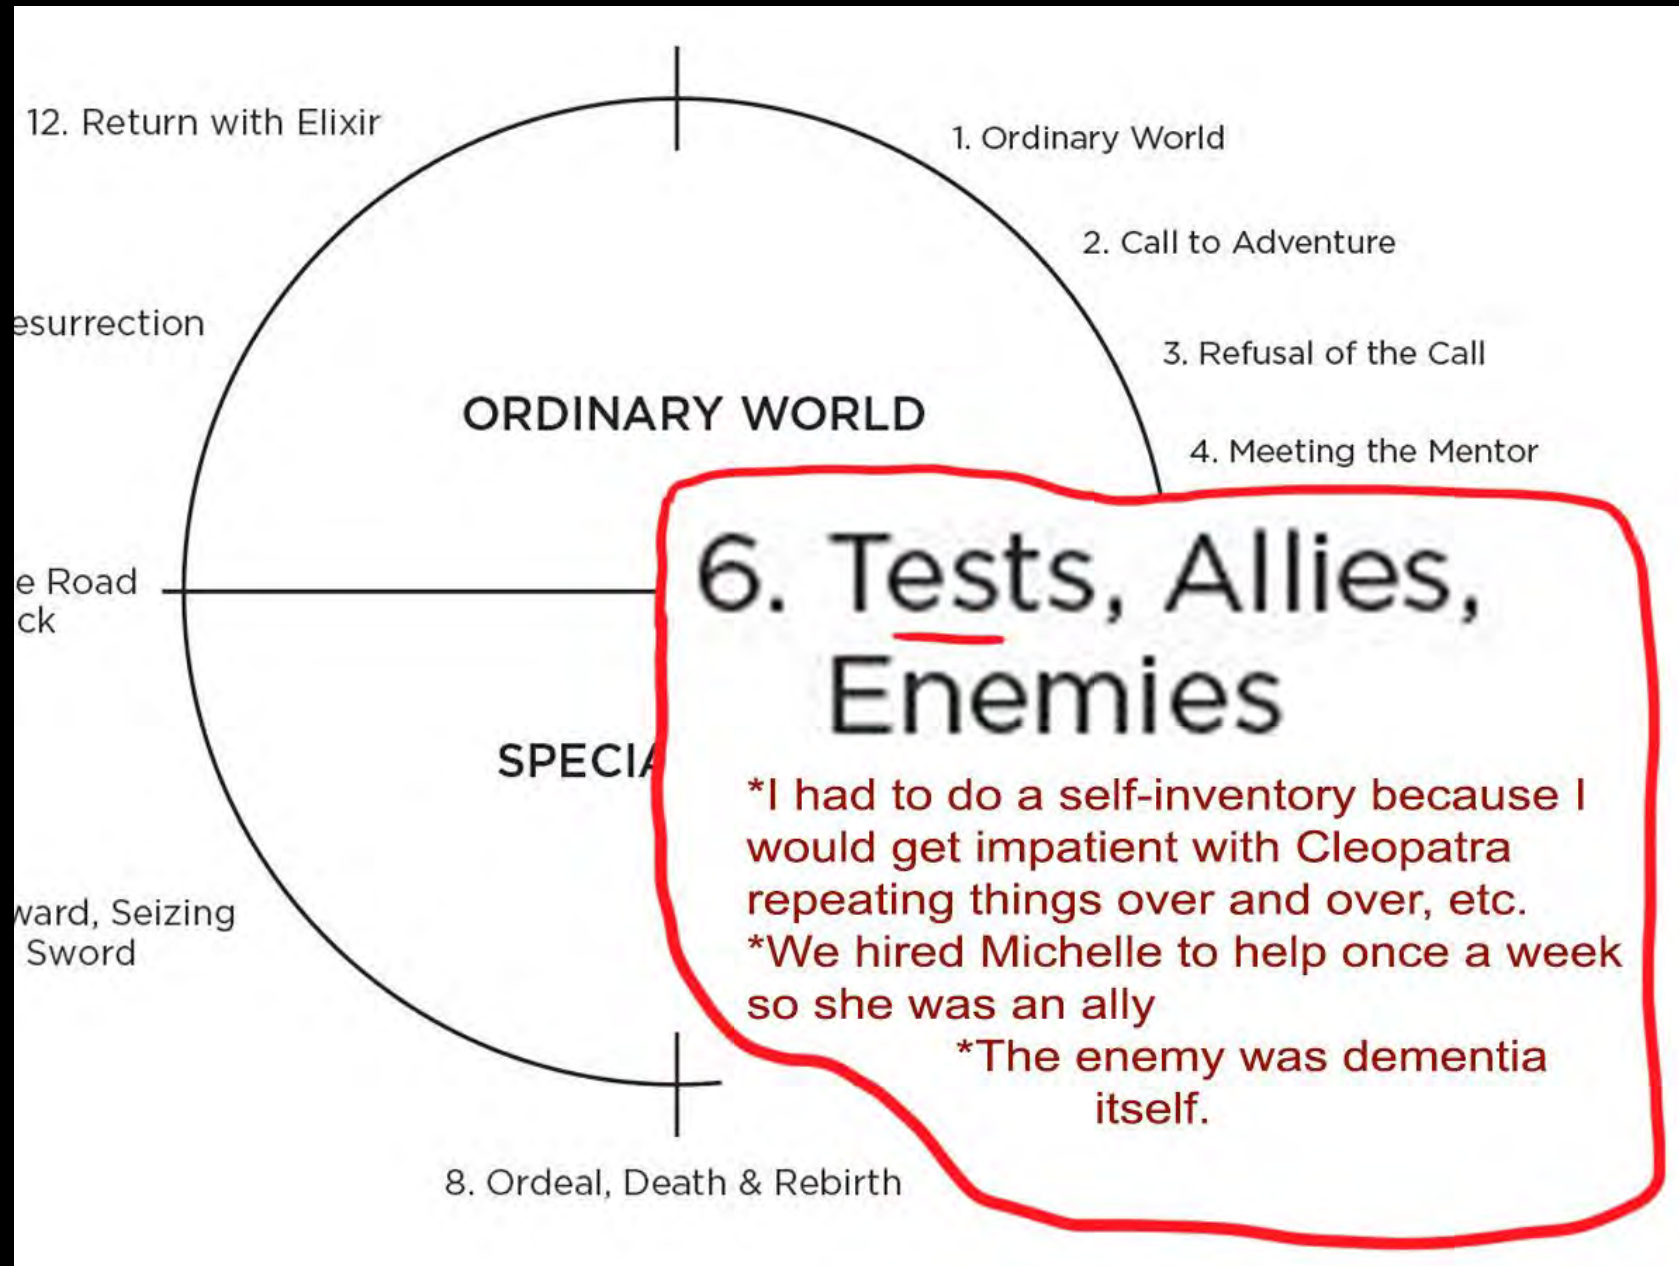 12. Return with Elixir
1. Ordinary World
2. Call to Adventure
esurrection
3. Refusal of the Call
ORDINARY WORLD
4. Meeting the Mentor
e Road
ck
6. Tests, Allies,
Enemies
SPECIA
*I had to do a self-inventory because I
would get impatient with Cleopatra
repeating things over and over, etc.
*We hired Michelle to help once a week
so she was an ally
*The enemy was dementia
itself.
ward, Seizing
Sword
8. Ordeal, Death & Rebirth